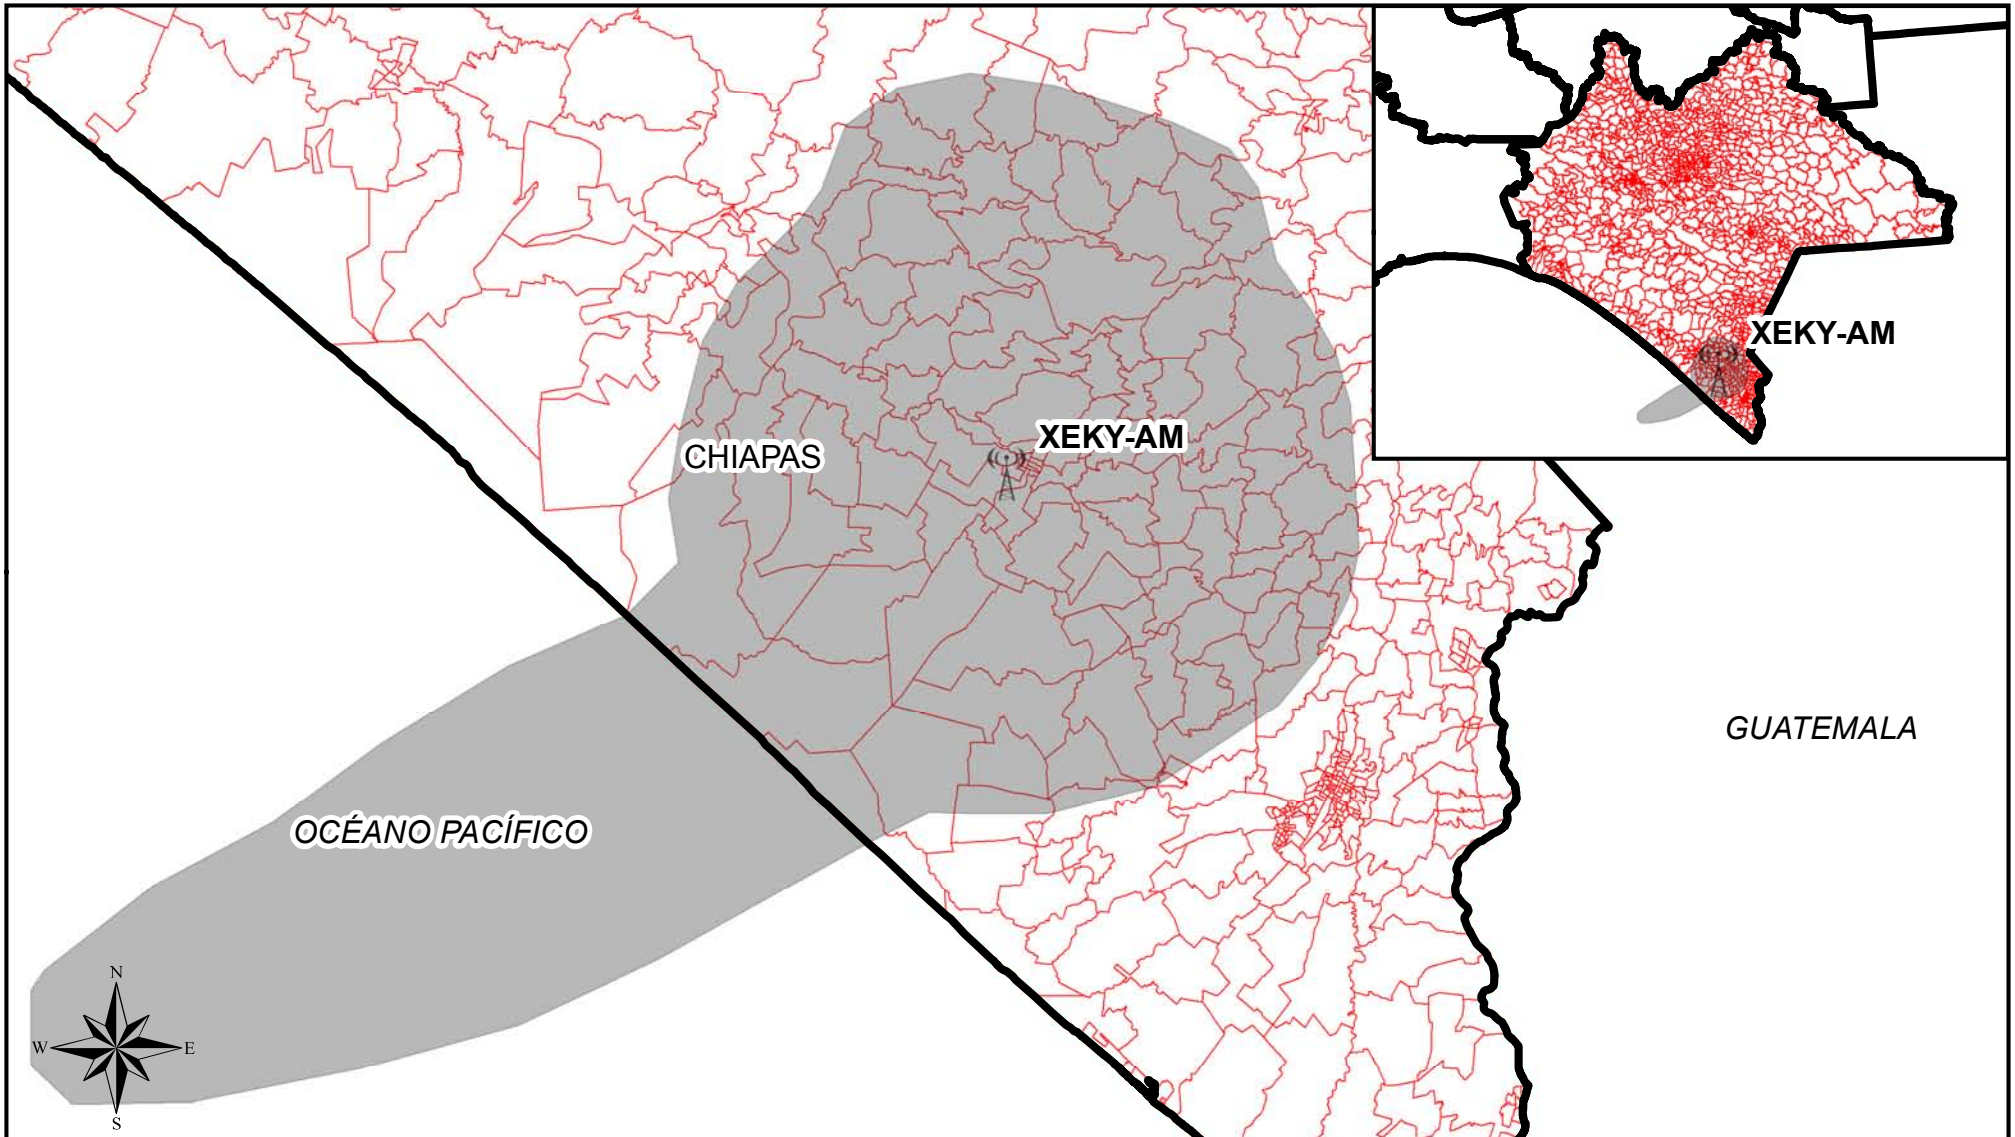 XEKY-AM
XEKY-AM
CHIAPAS
GUATEMALA
OCÉANO PACÍFICO
N
W
E
S